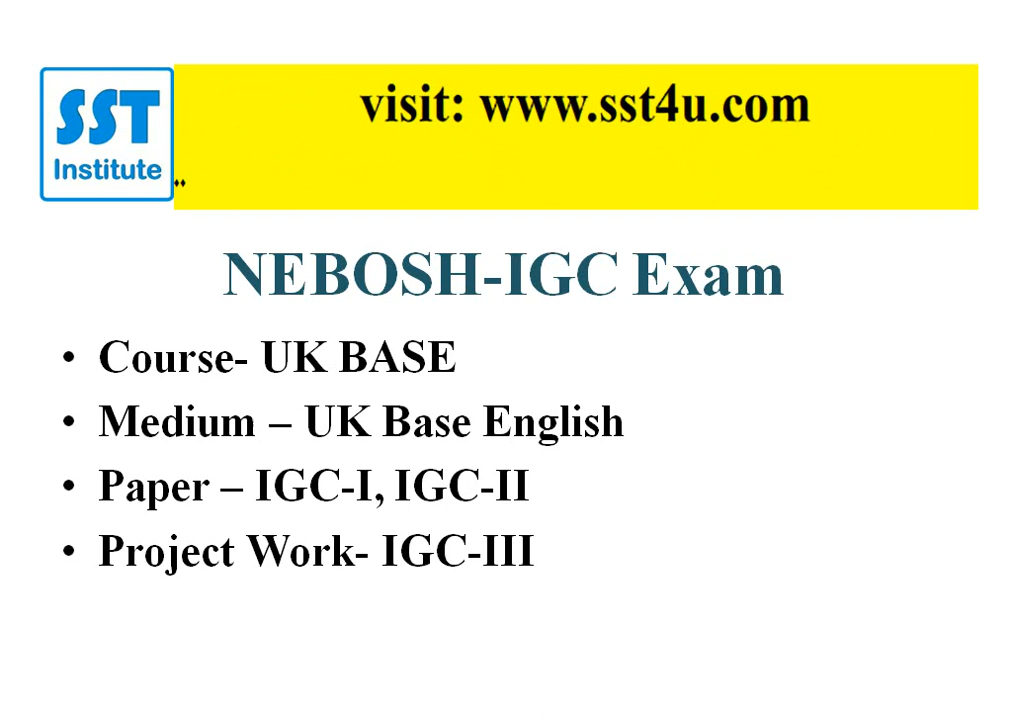 SST
Institute
visit: www.sst4u.com
NEBOSH-IGC Exam
• Course- UK BASE
• Medium – UK Base English
• Paper – IGC-I, IGC-II
• Project Work- IGC-III